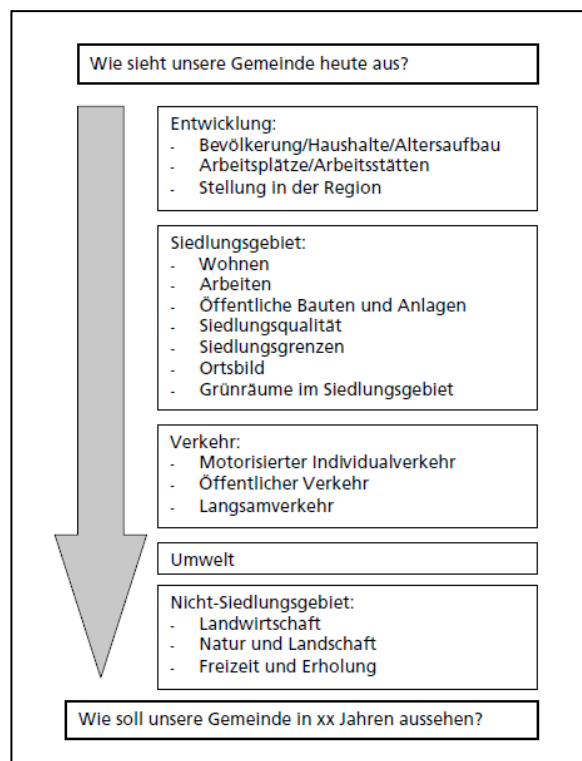 Wie sieht unsere Gemeinde heute aus?
Entwicklung:
- Bevölkerung/Haushalte/Altersaufbau
- Arbeitsplätze/Arbeitsstätten
- Stellung in der Region
Siedlungsgebiet:
- Wohnen
- Arbeiten
- Öffentliche Bauten und Anlagen
- Siedlungsqualität
- Siedlungsgrenzen
- Ortsbild
- Grünräume im Siedlungsgebiet
Verkehr:
- Motorisierter Individualverkehr
- Öffentlicher Verkehr
- Langsamverkehr
Umwelt
Nicht-Siedlungsgebiet:
- Landwirtschaft
- Natur und Landschaft
- Freizeit und Erholung
Wie soll unsere Gemeinde in xx Jahren aussehen?